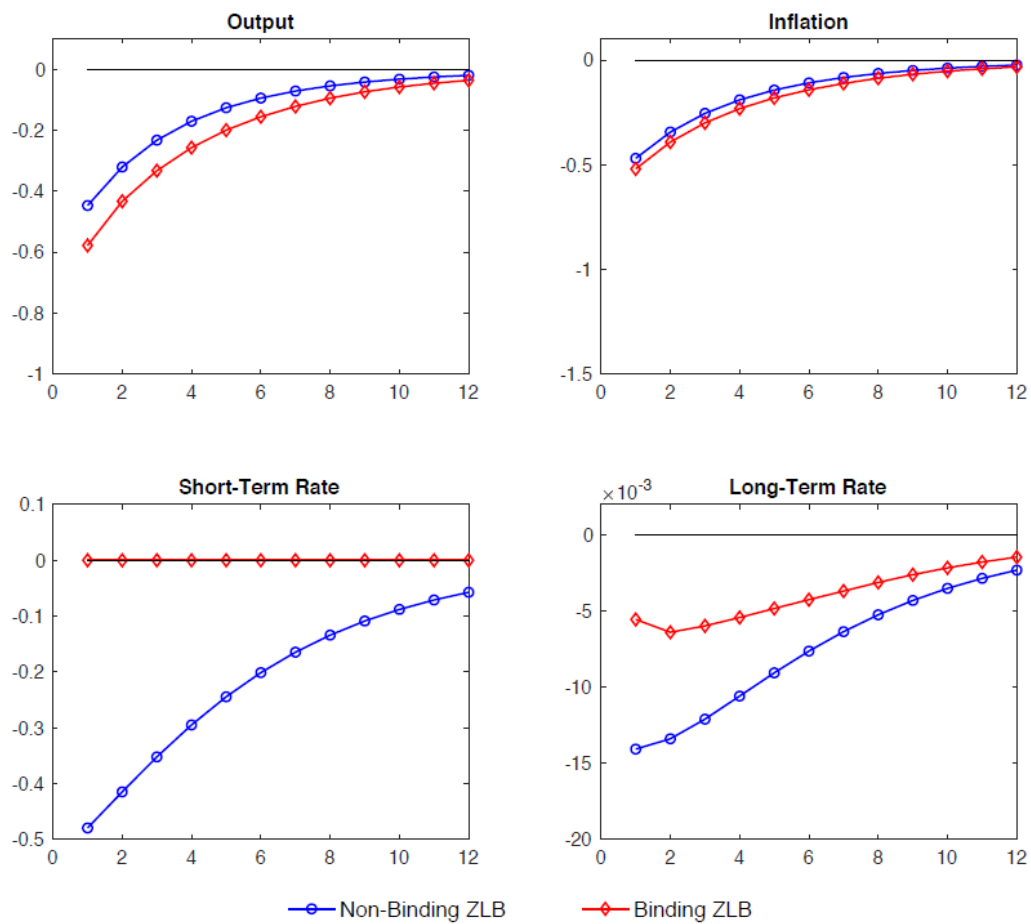 Output
0
-0.2
-0.4
-0.6
-0.8
-1
0 2 4 6 8 10 12
Inflation
0
-0.5
-1
-1.5
0 2 4 6 8 10 12
Short-Term Rate
0.1
0
-0.1
-0.2
-0.3
-0.4
-0.5
0 2 4 6 8 10 12
Long-Term Rate
×10-3
0
-5
-10
-15
-20
0 2 4 6 8 10 12
Non-Binding ZLB Binding ZLB